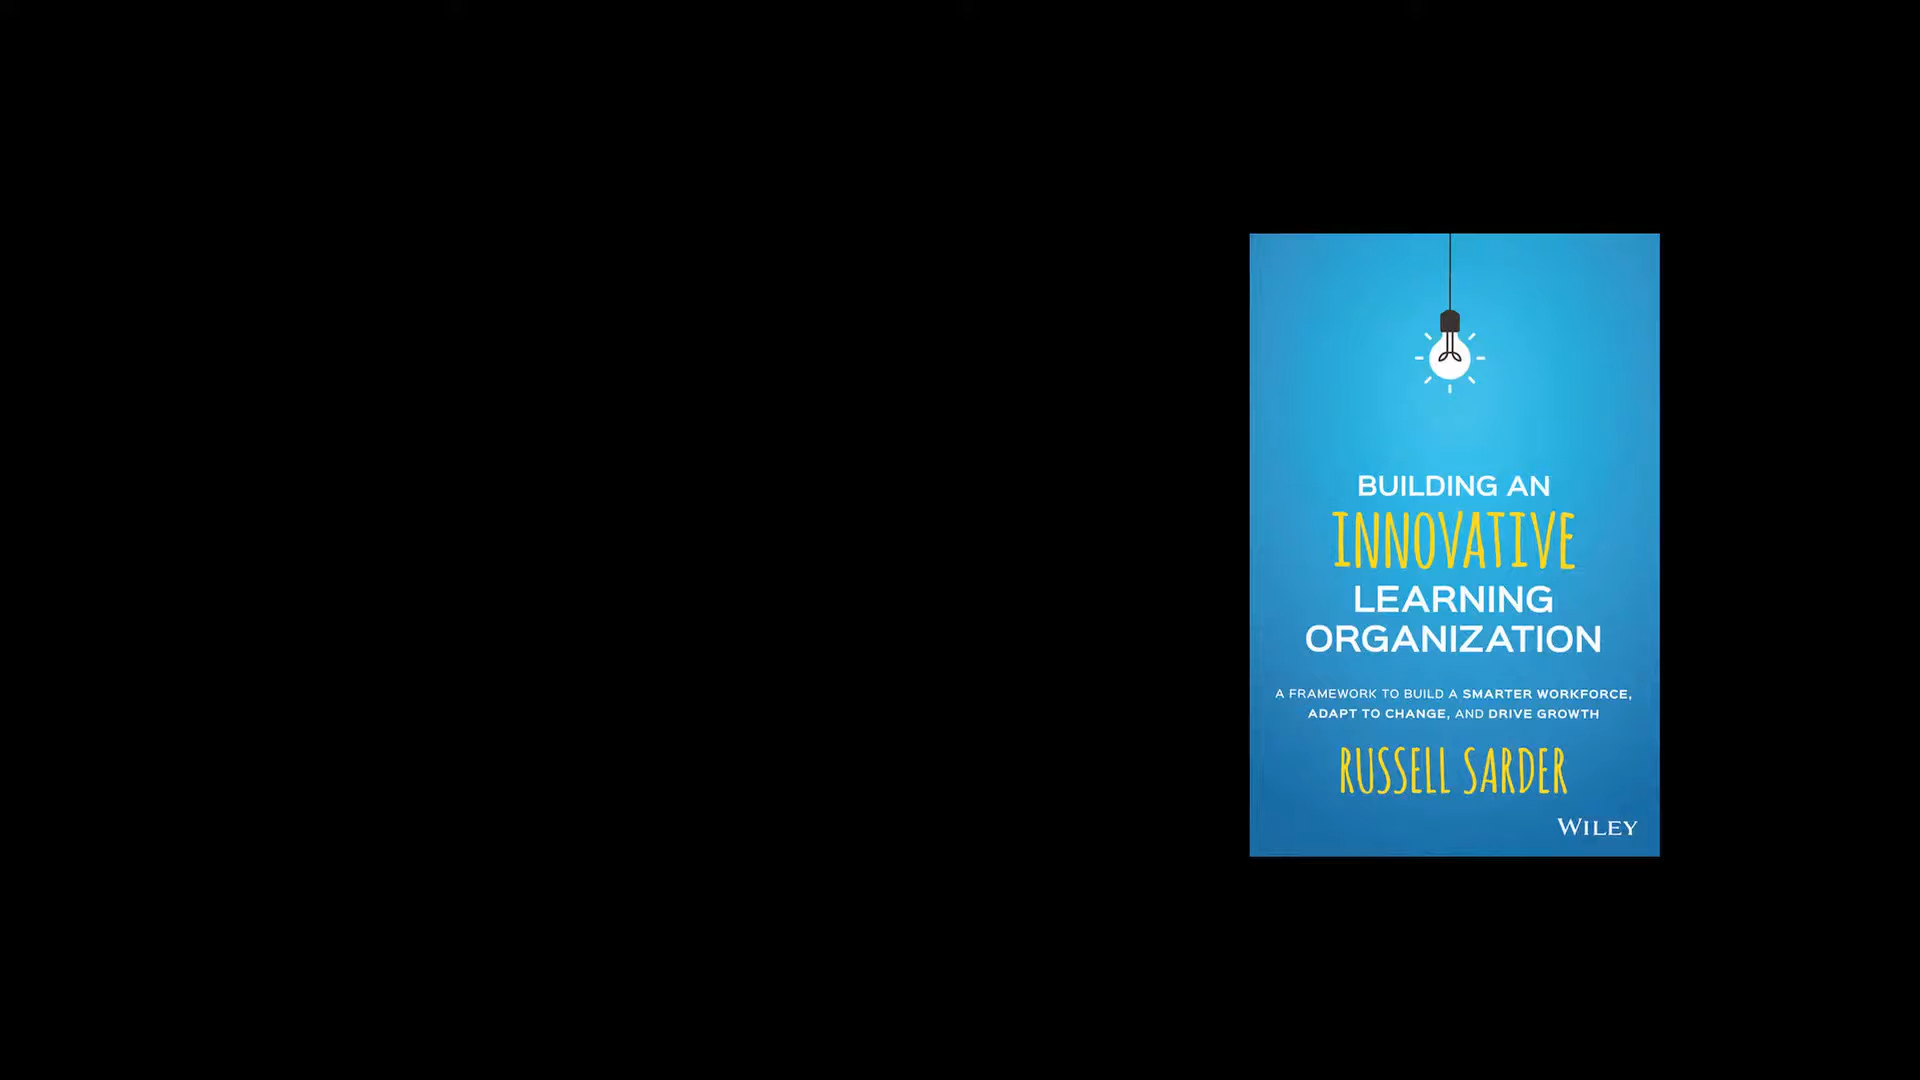 BUILDING AN
INNOVATIVE
LEARNING
ORGANIZATION
A FRAMEWORK TO BUILD A SMARTER WORKFORCE,
ADAPT TO CHANGE, AND DRIVE GROWTH
RUSSELL SARDER
WILEY